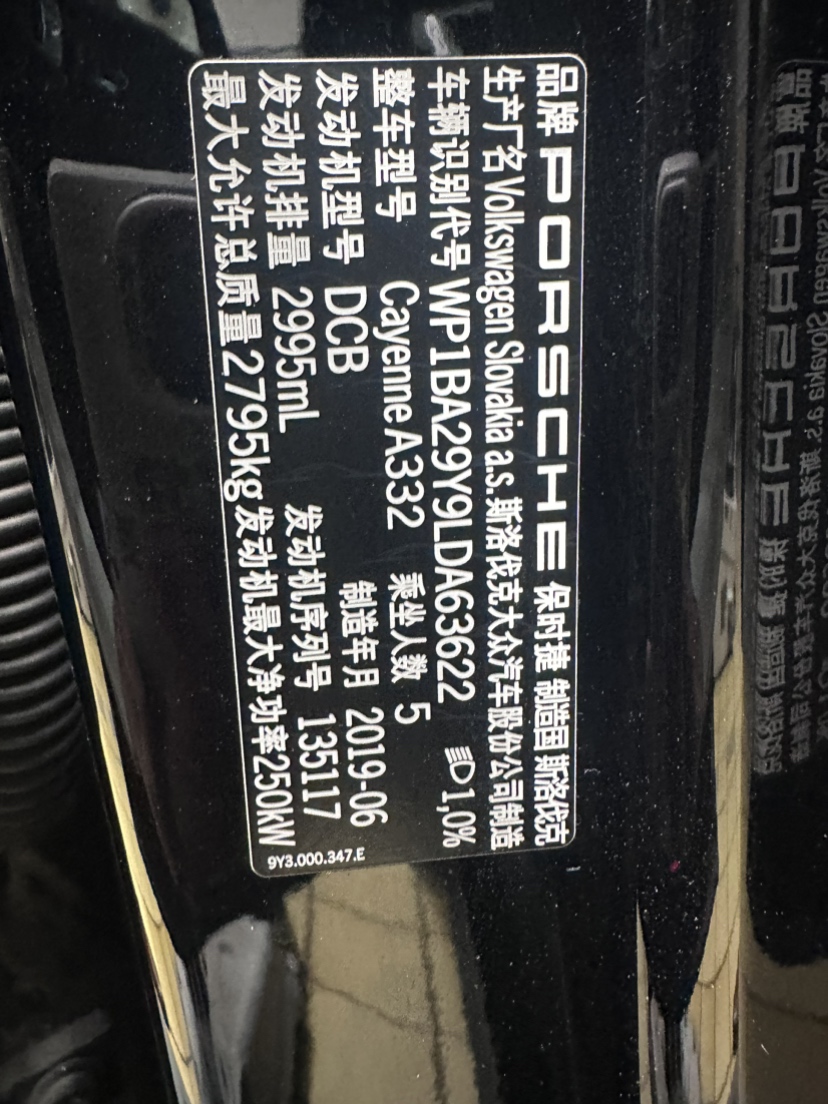 品牌 PORSCHE 保时捷 制造国 斯洛伐克
生产厂名 Volkswagen Slovakia a.s. 斯洛伐克大众汽车股份公司制造
车辆识别代号 WP1BA29Y9LDA63622 1,0%
整车型号 Cayenne A332 乘坐人数 5
发动机型号 DCB 制造年月 2019-06
发动机排量 2995mL 发动机序列号 135117
最大允许总质量 2795kg 发动机最大净功率 250kW
9Y3.000.347.E